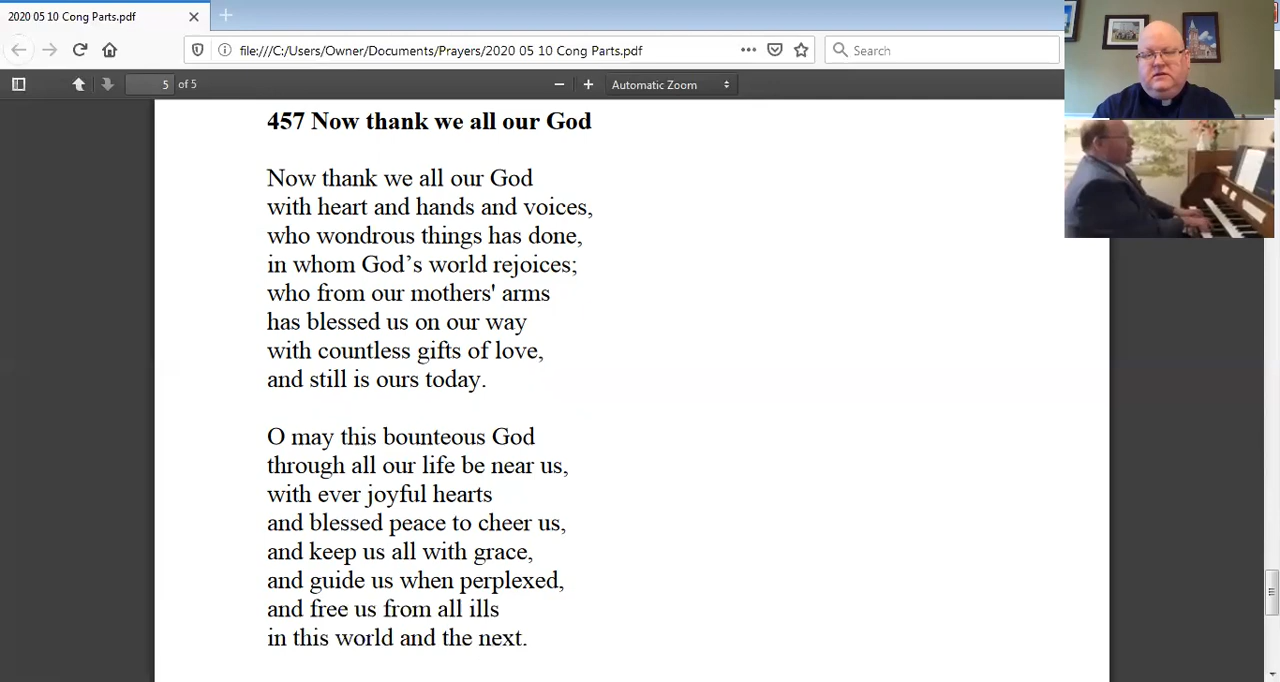 2020 05 10 Cong Parts.pdf
file:///C:/Users/Owner/Documents/Prayers/2020 05 10 Cong Parts.pdf
Search
5 of 5
Automatic Zoom
457 Now thank we all our God
Now thank we all our God
with heart and hands and voices,
who wondrous things has done,
in whom God’s world rejoices;
who from our mothers' arms
has blessed us on our way
with countless gifts of love,
and still is ours today.
O may this bounteous God
through all our life be near us,
with ever joyful hearts
and blessed peace to cheer us,
and keep us all with grace,
and guide us when perplexed,
and free us from all ills
in this world and the next.